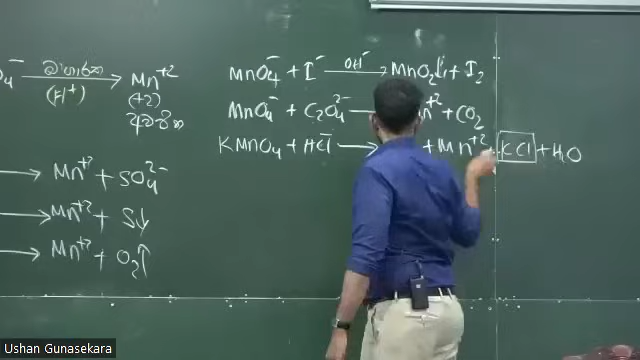 O₄⁻ → Mn⁺²
(H⁺) (+2)
→ Mn⁺² + SO₄²⁻
→ Mn⁺² + S↓
→ Mn⁺² + O₂↑
MnO₄⁻ + I⁻ —OH⁻→ MnO₂↓ + I₂
MnO₄⁻ + C₂O₄²⁻ → n⁺² + CO₂
KMnO₄ + HCl → + Mn⁺² + KCl + H₂O
Ushan Gunasekara